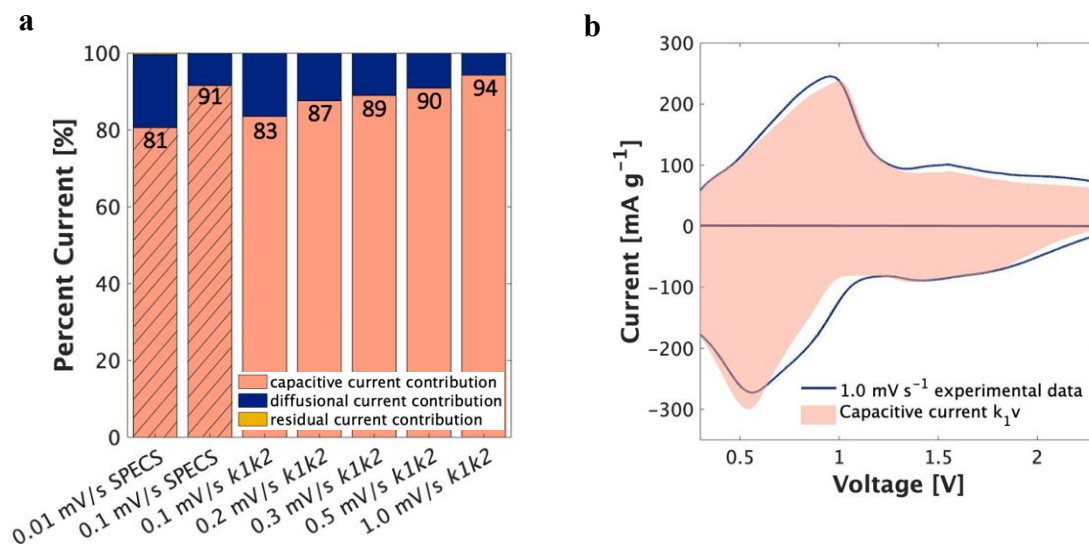 a
Percent Current [%]
100
80
60
40
20
0
81
91
83
87
89
90
94
capacitive current contribution
diffusional current contribution
residual current contribution
0.01 mV/s SPECS
0.1 mV/s SPECS
0.1 mV/s k1k2
0.2 mV/s k1k2
0.3 mV/s k1k2
0.5 mV/s k1k2
1.0 mV/s k1k2
b
Current [mA g⁻¹]
300
200
100
0
−100
−200
−300
1.0 mV s⁻¹ experimental data
Capacitive current k₁v
0.5
1
1.5
2
Voltage [V]